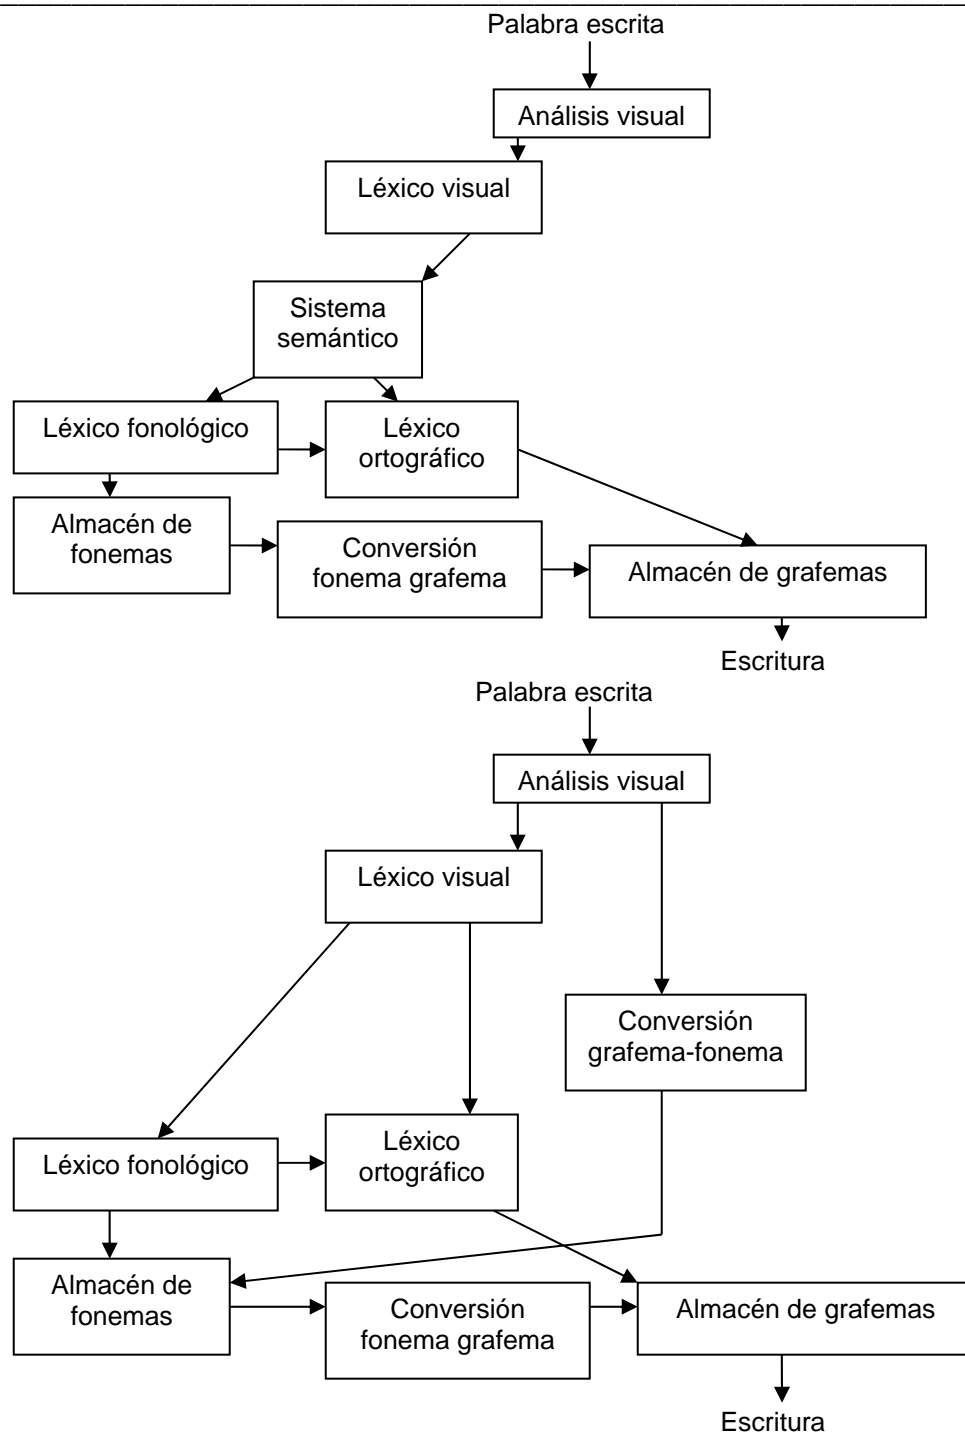 Palabra escrita
Análisis visual
Léxico visual
Sistema
semántico
Léxico fonológico
Léxico
ortográfico
Almacén de
fonemas
Conversión
fonema grafema
Almacén de grafemas
Escritura
Palabra escrita
Análisis visual
Léxico visual
Conversión
grafema-fonema
Léxico fonológico
Léxico
ortográfico
Almacén de
fonemas
Conversión
fonema grafema
Almacén de grafemas
Escritura